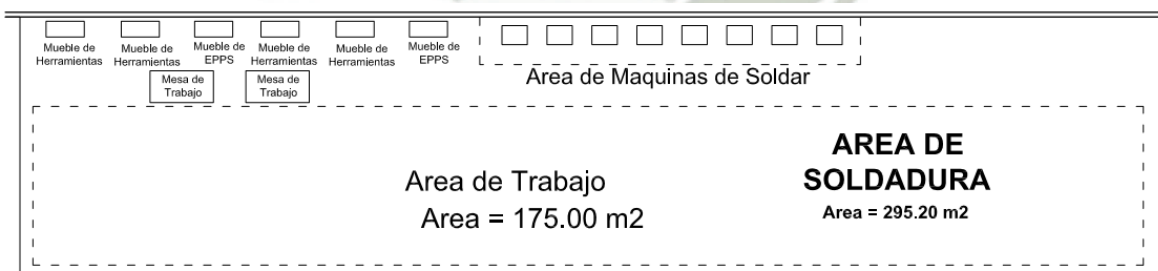 Mueble de
Herramientas
Mueble de
Herramientas
Mueble de
EPPS
Mueble de
Herramientas
Mueble de
Herramientas
Mueble de
EPPS
Mesa de
Trabajo
Mesa de
Trabajo
Area de Maquinas de Soldar
Area de Trabajo
Area = 175.00 m2
AREA DE
SOLDADURA
Area = 295.20 m2